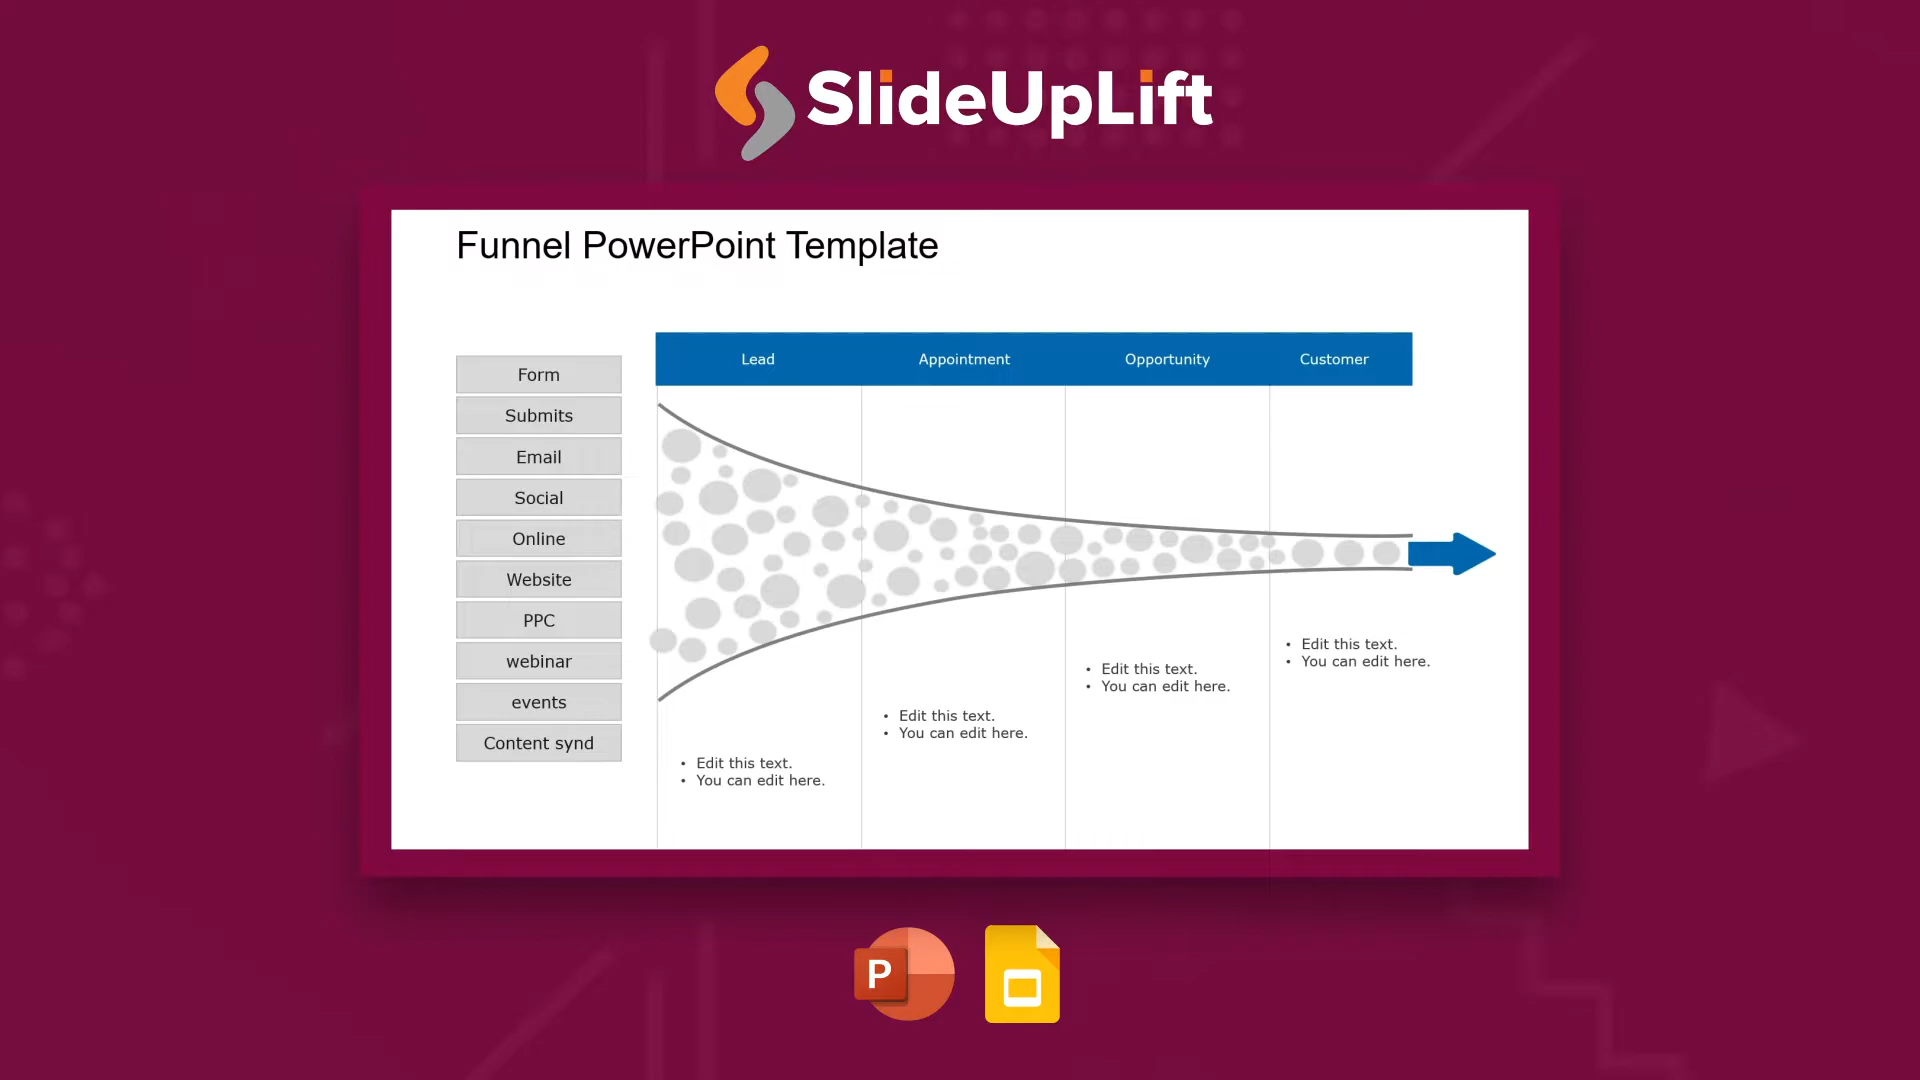 SlideUpLift
Funnel PowerPoint Template
Form
Submits
Email
Social
Online
Website
PPC
webinar
events
Content synd
Lead
Appointment
Opportunity
Customer
• Edit this text.
• You can edit here.
• Edit this text.
• You can edit here.
• Edit this text.
• You can edit here.
• Edit this text.
• You can edit here.
P